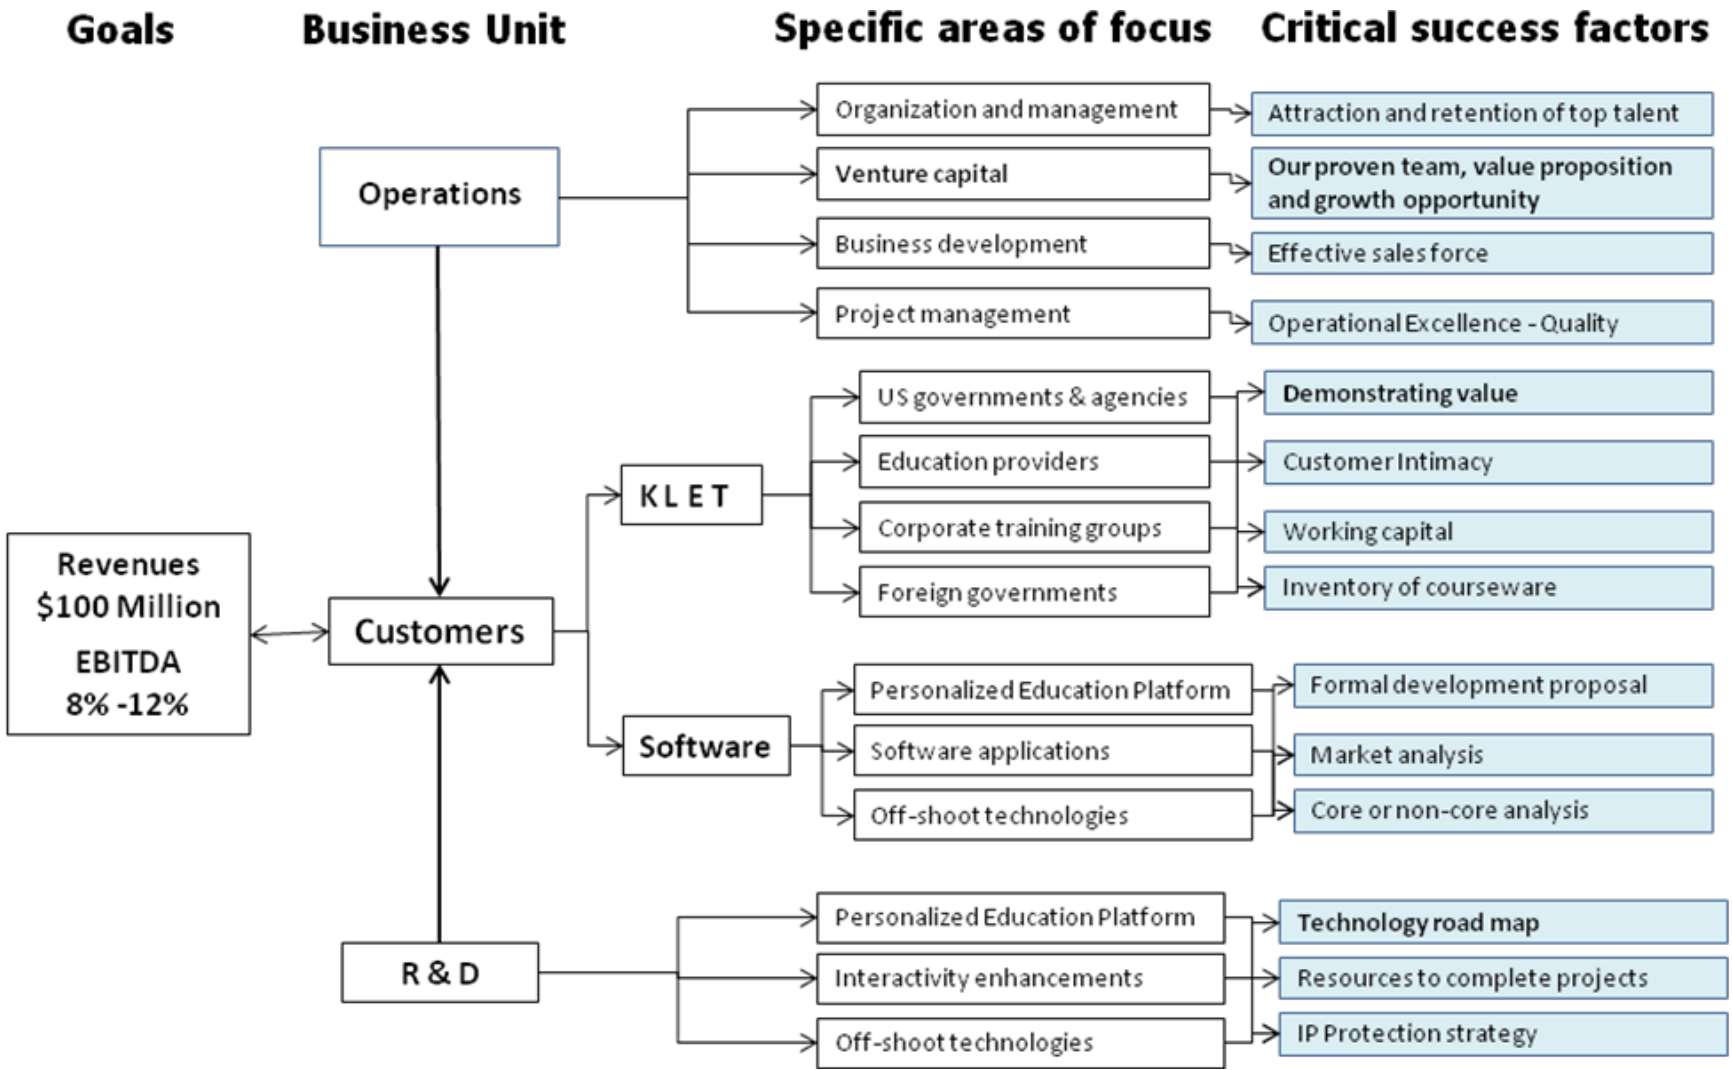 Goals
Business Unit
Specific areas of focus
Critical success factors
Operations
Organization and management
Attraction and retention of top talent
Venture capital
Our proven team, value proposition
and growth opportunity
Business development
Effective sales force
Project management
Operational Excellence - Quality
Revenues
$100 Million
EBITDA
8% -12%
Customers
K L E T
US governments & agencies
Demonstrating value
Education providers
Customer Intimacy
Corporate training groups
Working capital
Foreign governments
Inventory of courseware
Software
Personalized Education Platform
Formal development proposal
Software applications
Market analysis
Off-shoot technologies
Core or non-core analysis
R & D
Personalized Education Platform
Technology road map
Interactivity enhancements
Resources to complete projects
Off-shoot technologies
IP Protection strategy